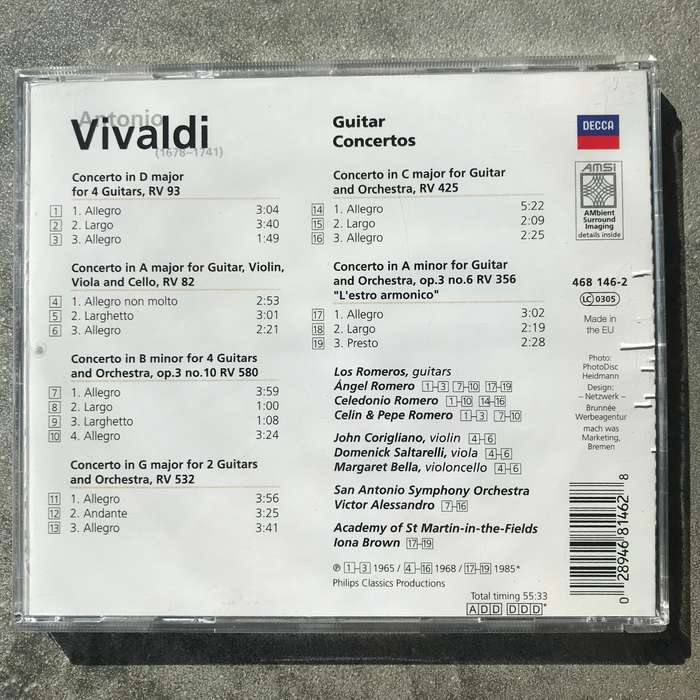 Antonio
Vivaldi
(1678–1741)
Concerto in D major
for 4 Guitars, RV 93
1 1. Allegro 3:04
2 2. Largo 3:40
3 3. Allegro 1:49
Concerto in A major for Guitar, Violin,
Viola and Cello, RV 82
4 1. Allegro non molto 2:53
5 2. Larghetto 3:01
6 3. Allegro 2:21
Concerto in B minor for 4 Guitars
and Orchestra, op.3 no.10 RV 580
7 1. Allegro 3:59
8 2. Largo 1:00
9 3. Larghetto 1:08
10 4. Allegro 3:24
Concerto in G major for 2 Guitars
and Orchestra, RV 532
11 1. Allegro 3:56
12 2. Andante 3:25
13 3. Allegro 3:41
Guitar
Concertos
Concerto in C major for Guitar
and Orchestra, RV 425
14 1. Allegro 5:22
15 2. Largo 2:09
16 3. Allegro 2:25
Concerto in A minor for Guitar
and Orchestra, op.3 no.6 RV 356
"L'estro armonico"
17 1. Allegro 3:02
18 2. Largo 2:19
19 3. Presto 2:28
Los Romeros, guitars
Ángel Romero 1–3 7–10 17–19
Celedonio Romero 1–10 14–16
Celin & Pepe Romero 1–3 7–10
John Corigliano, violin 4–6
Domenick Saltarelli, viola 4–6
Margaret Bella, violoncello 4–6
San Antonio Symphony Orchestra
Victor Alessandro 7–16
Academy of St Martin-in-the-Fields
Iona Brown 17–19
℗ 1–3 1965 / 4–16 1968 / 17–19 1985*
Philips Classics Productions
Total timing 55:33
ADD DDD*
DECCA
AMSI
AMbient
Surround
Imaging
details inside
468 146-2
LC 0305
Made in
the EU
Photo:
PhotoDisc
Heidmann
Design:
– Netzwerk –
Brunnée
Werbeagentur
mach was
Marketing,
Bremen
0 28946 81462 8